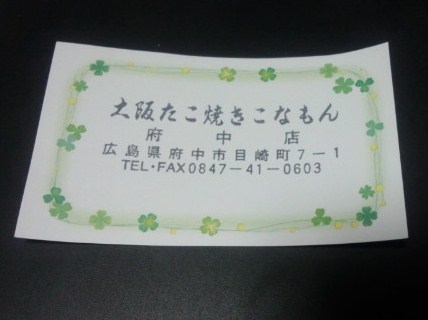 大阪たこ焼きこなもん
府中店
広島県府中市目崎町7－1
TEL・FAX0847－41－0603